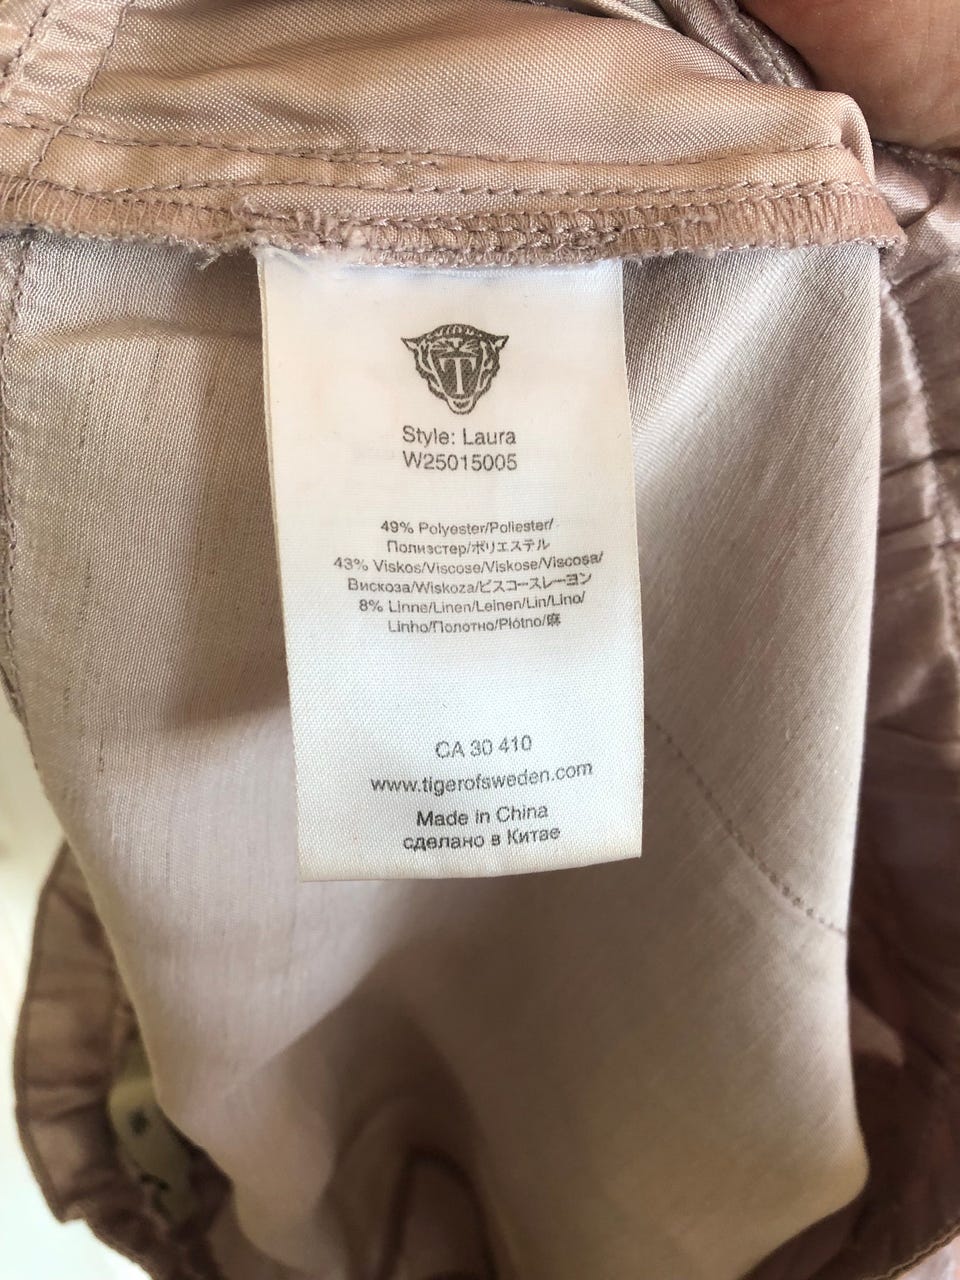 T
Style: Laura
W25015005
49% Polyester/Poliester/
Полиэстер/ポリエステル
43% Viskos/Viscose/Viskose/Viscosa/
Вискоза/Wiskoza/ビスコースレーヨン
8% Linne/Linen/Leinen/Lin/Lino/
Linho/Полотно/Płótno/麻
CA 30 410
www.tigerofsweden.com
Made in China
сделано в Китае